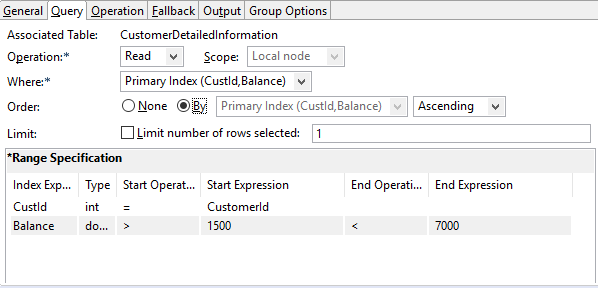 General Query Operation Fallback Output Group Options
Associated Table: CustomerDetailedInformation
Operation:* Read Scope: Local node
Where:* Primary Index (CustId,Balance)
Order: None By Primary Index (CustId,Balance) Ascending
Limit: Limit number of rows selected: 1
*Range Specification
Index Exp... Type Start Operat... Start Expression End Operati... End Expression
CustId int = CustomerId
Balance do... > 1500 < 7000